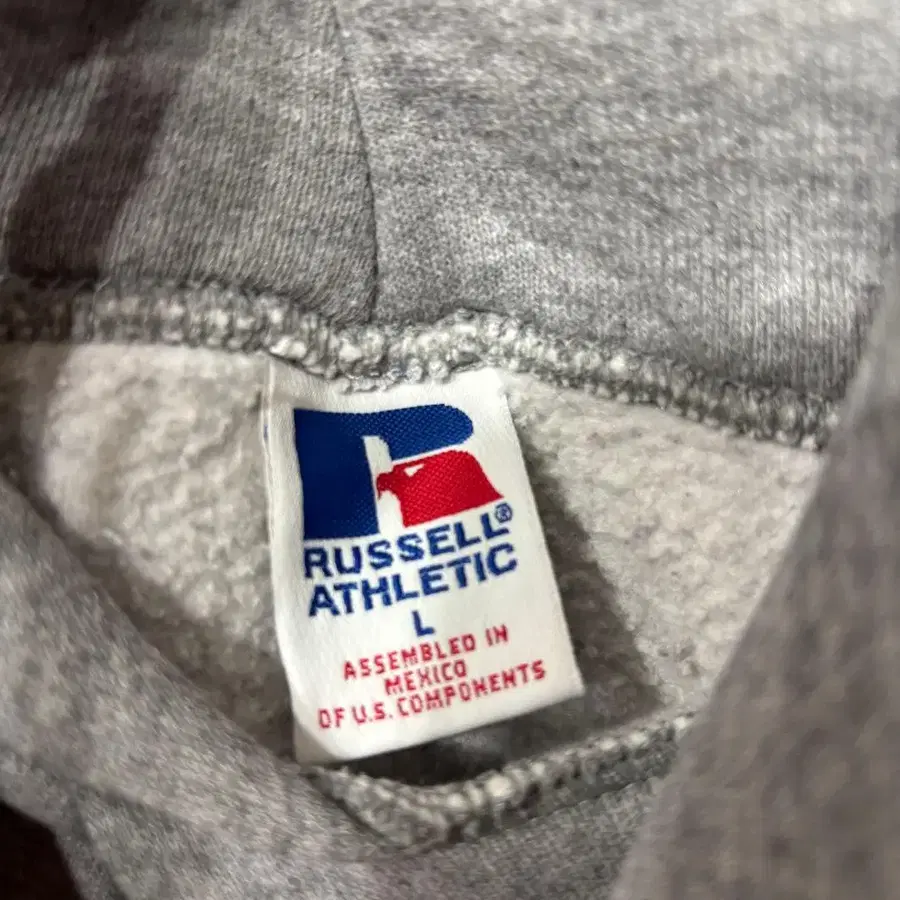 RUSSELL®
ATHLETIC
L
ASSEMBLED IN
MEXICO
OF U.S. COMPONENTS